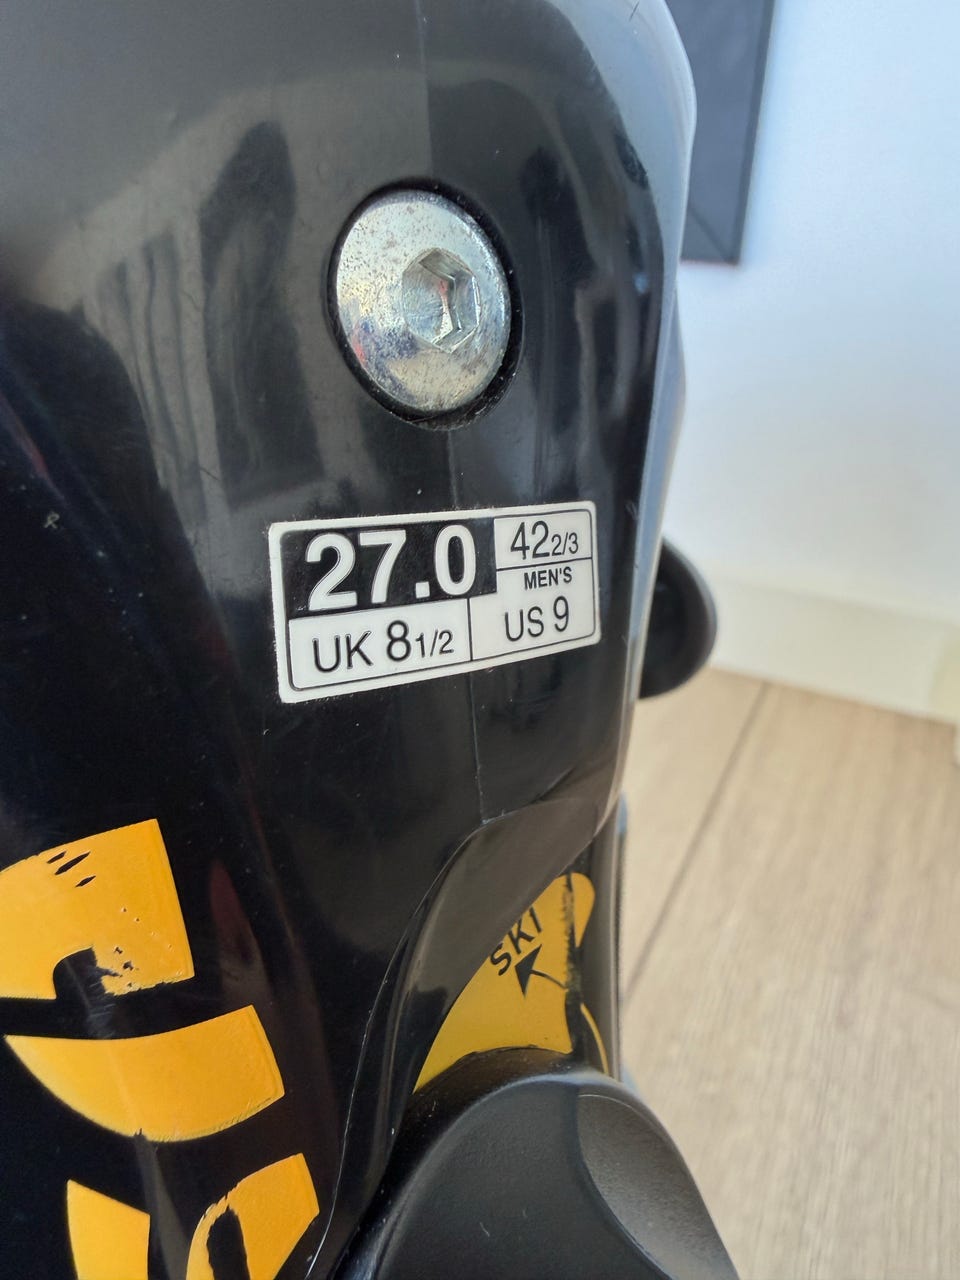 27.0
42 2/3
MEN'S
UK 8 1/2
US 9
SKI